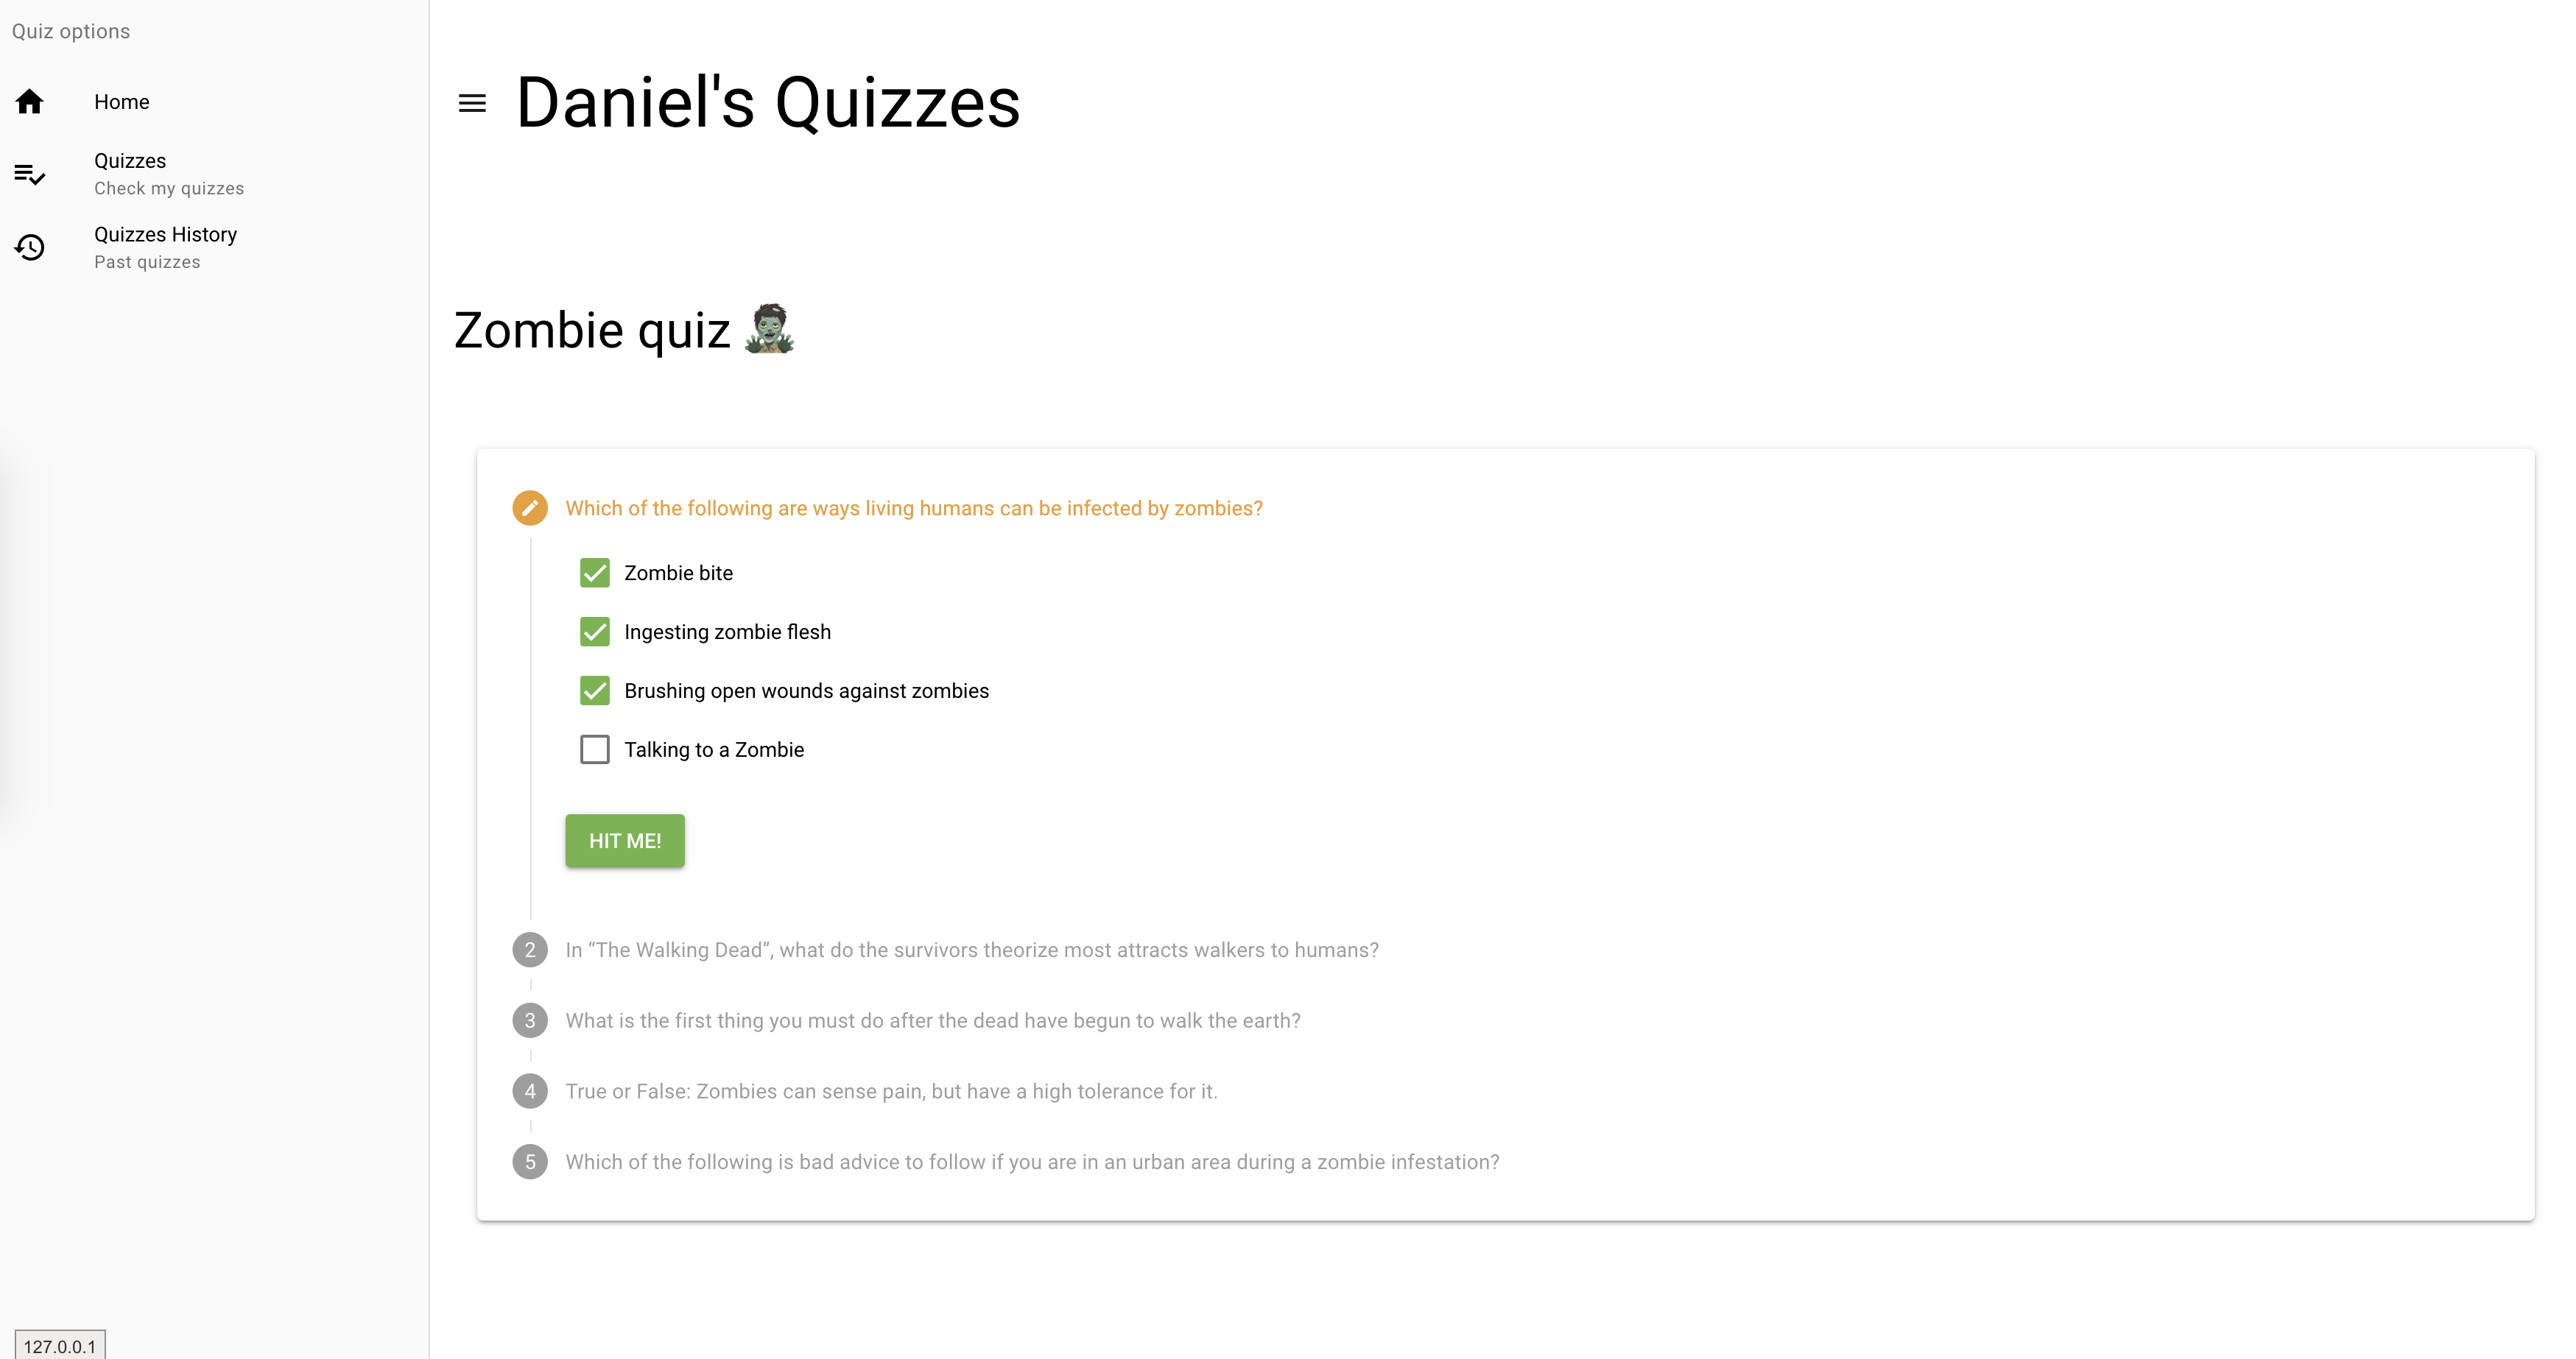 Quiz options
Home
Quizzes
Check my quizzes
Quizzes History
Past quizzes
Daniel's Quizzes
Zombie quiz
Which of the following are ways living humans can be infected by zombies?
Zombie bite
Ingesting zombie flesh
Brushing open wounds against zombies
Talking to a Zombie
HIT ME!
2 In “The Walking Dead”, what do the survivors theorize most attracts walkers to humans?
3 What is the first thing you must do after the dead have begun to walk the earth?
4 True or False: Zombies can sense pain, but have a high tolerance for it.
5 Which of the following is bad advice to follow if you are in an urban area during a zombie infestation?
127.0.0.1